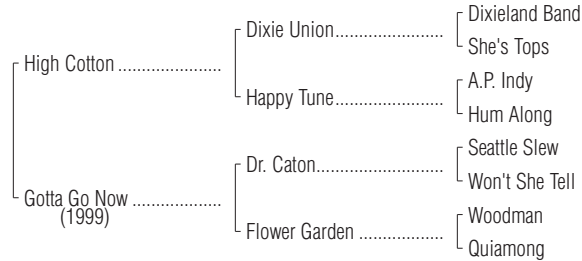 Dixieland Band
Dixie Union
She's Tops
High Cotton
A.P. Indy
Happy Tune
Hum Along
Seattle Slew
Dr. Caton
Won't She Tell
Gotta Go Now
(1999)
Woodman
Flower Garden
Quiamong